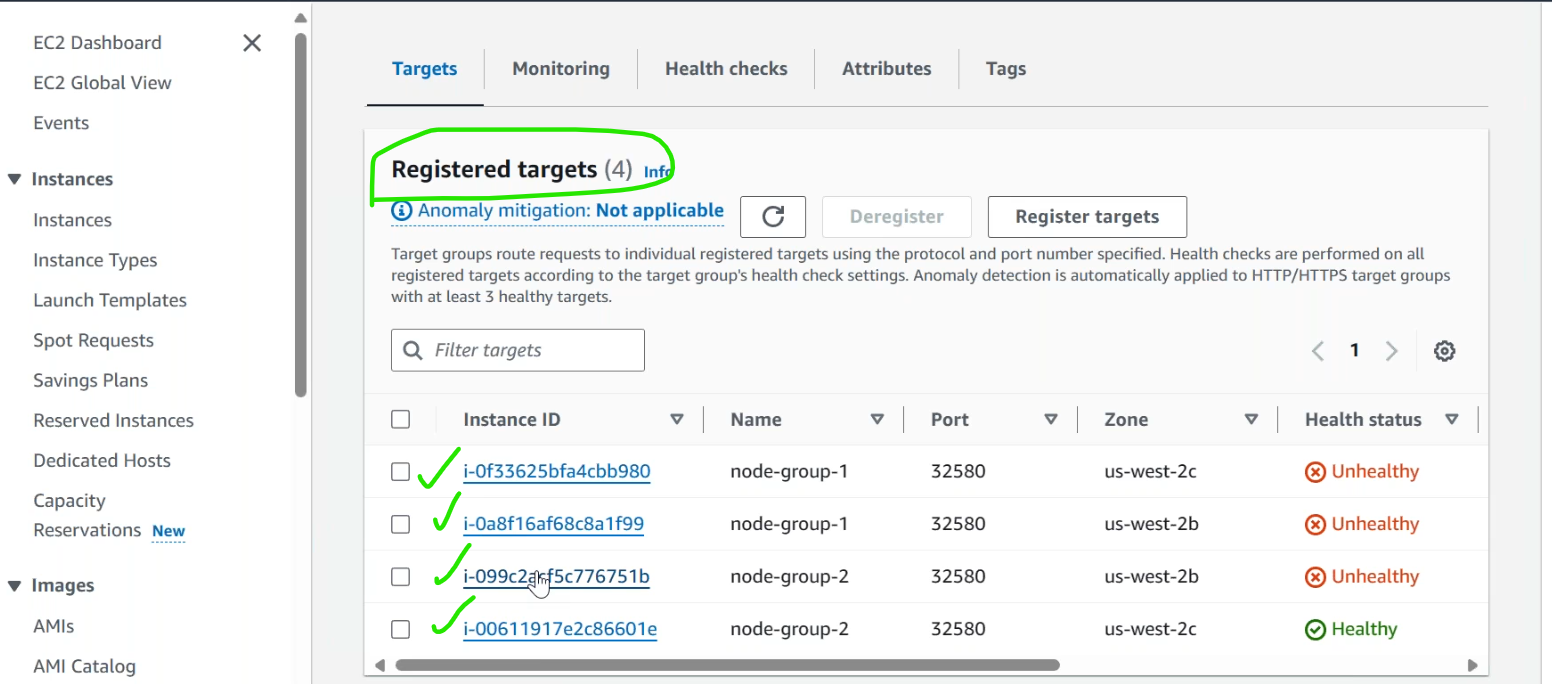 EC2 Dashboard
EC2 Global View
Events
Instances
Instances
Instance Types
Launch Templates
Spot Requests
Savings Plans
Reserved Instances
Dedicated Hosts
Capacity
Reservations New
Images
AMIs
AMI Catalog
Targets Monitoring Health checks Attributes Tags
Registered targets (4) Info
Anomaly mitigation: Not applicable Deregister Register targets
Target groups route requests to individual registered targets using the protocol and port number specified. Health checks are performed on all
registered targets according to the target group's health check settings. Anomaly detection is automatically applied to HTTP/HTTPS target groups
with at least 3 healthy targets.
Filter targets 1
Instance ID Name Port Zone Health status
i-0f33625bfa4cbb980 node-group-1 32580 us-west-2c Unhealthy
i-0a8f16af68c8a1f99 node-group-1 32580 us-west-2b Unhealthy
node-group-2 32580 us-west-2b Unhealthy
i-00611917e2c86601e node-group-2 32580 us-west-2c Healthy